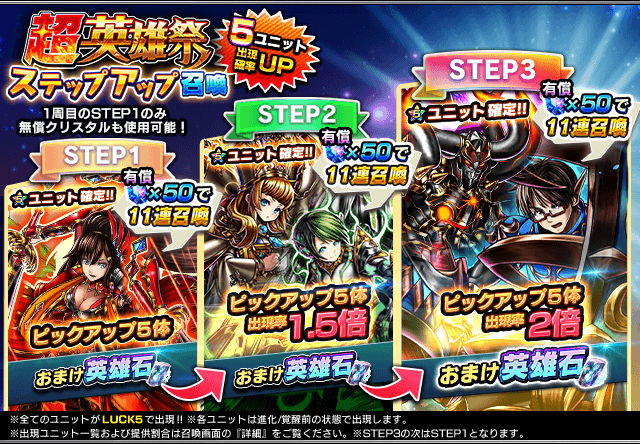 超英雄祭
ステップアップ召喚
5ユニット
出現確率UP
1周目のSTEP1のみ
無償クリスタルも使用可能！
STEP1
ユニット確定!!
有償
×50で
11連召喚
ピックアップ5体
おまけ英雄石
STEP2
ユニット確定!!
有償
×50で
11連召喚
ピックアップ5体
出現率1.5倍
おまけ英雄石
STEP3
ユニット確定!!
有償
×50で
11連召喚
ピックアップ5体
出現率2倍
おまけ英雄石
※全てのユニットがLUCK5で出現!! ※各ユニットは進化/覚醒前の状態で出現します。
※出現ユニット一覧および提供割合は召喚画面の『詳細』をご覧ください。※STEP3の次はSTEP1となります。